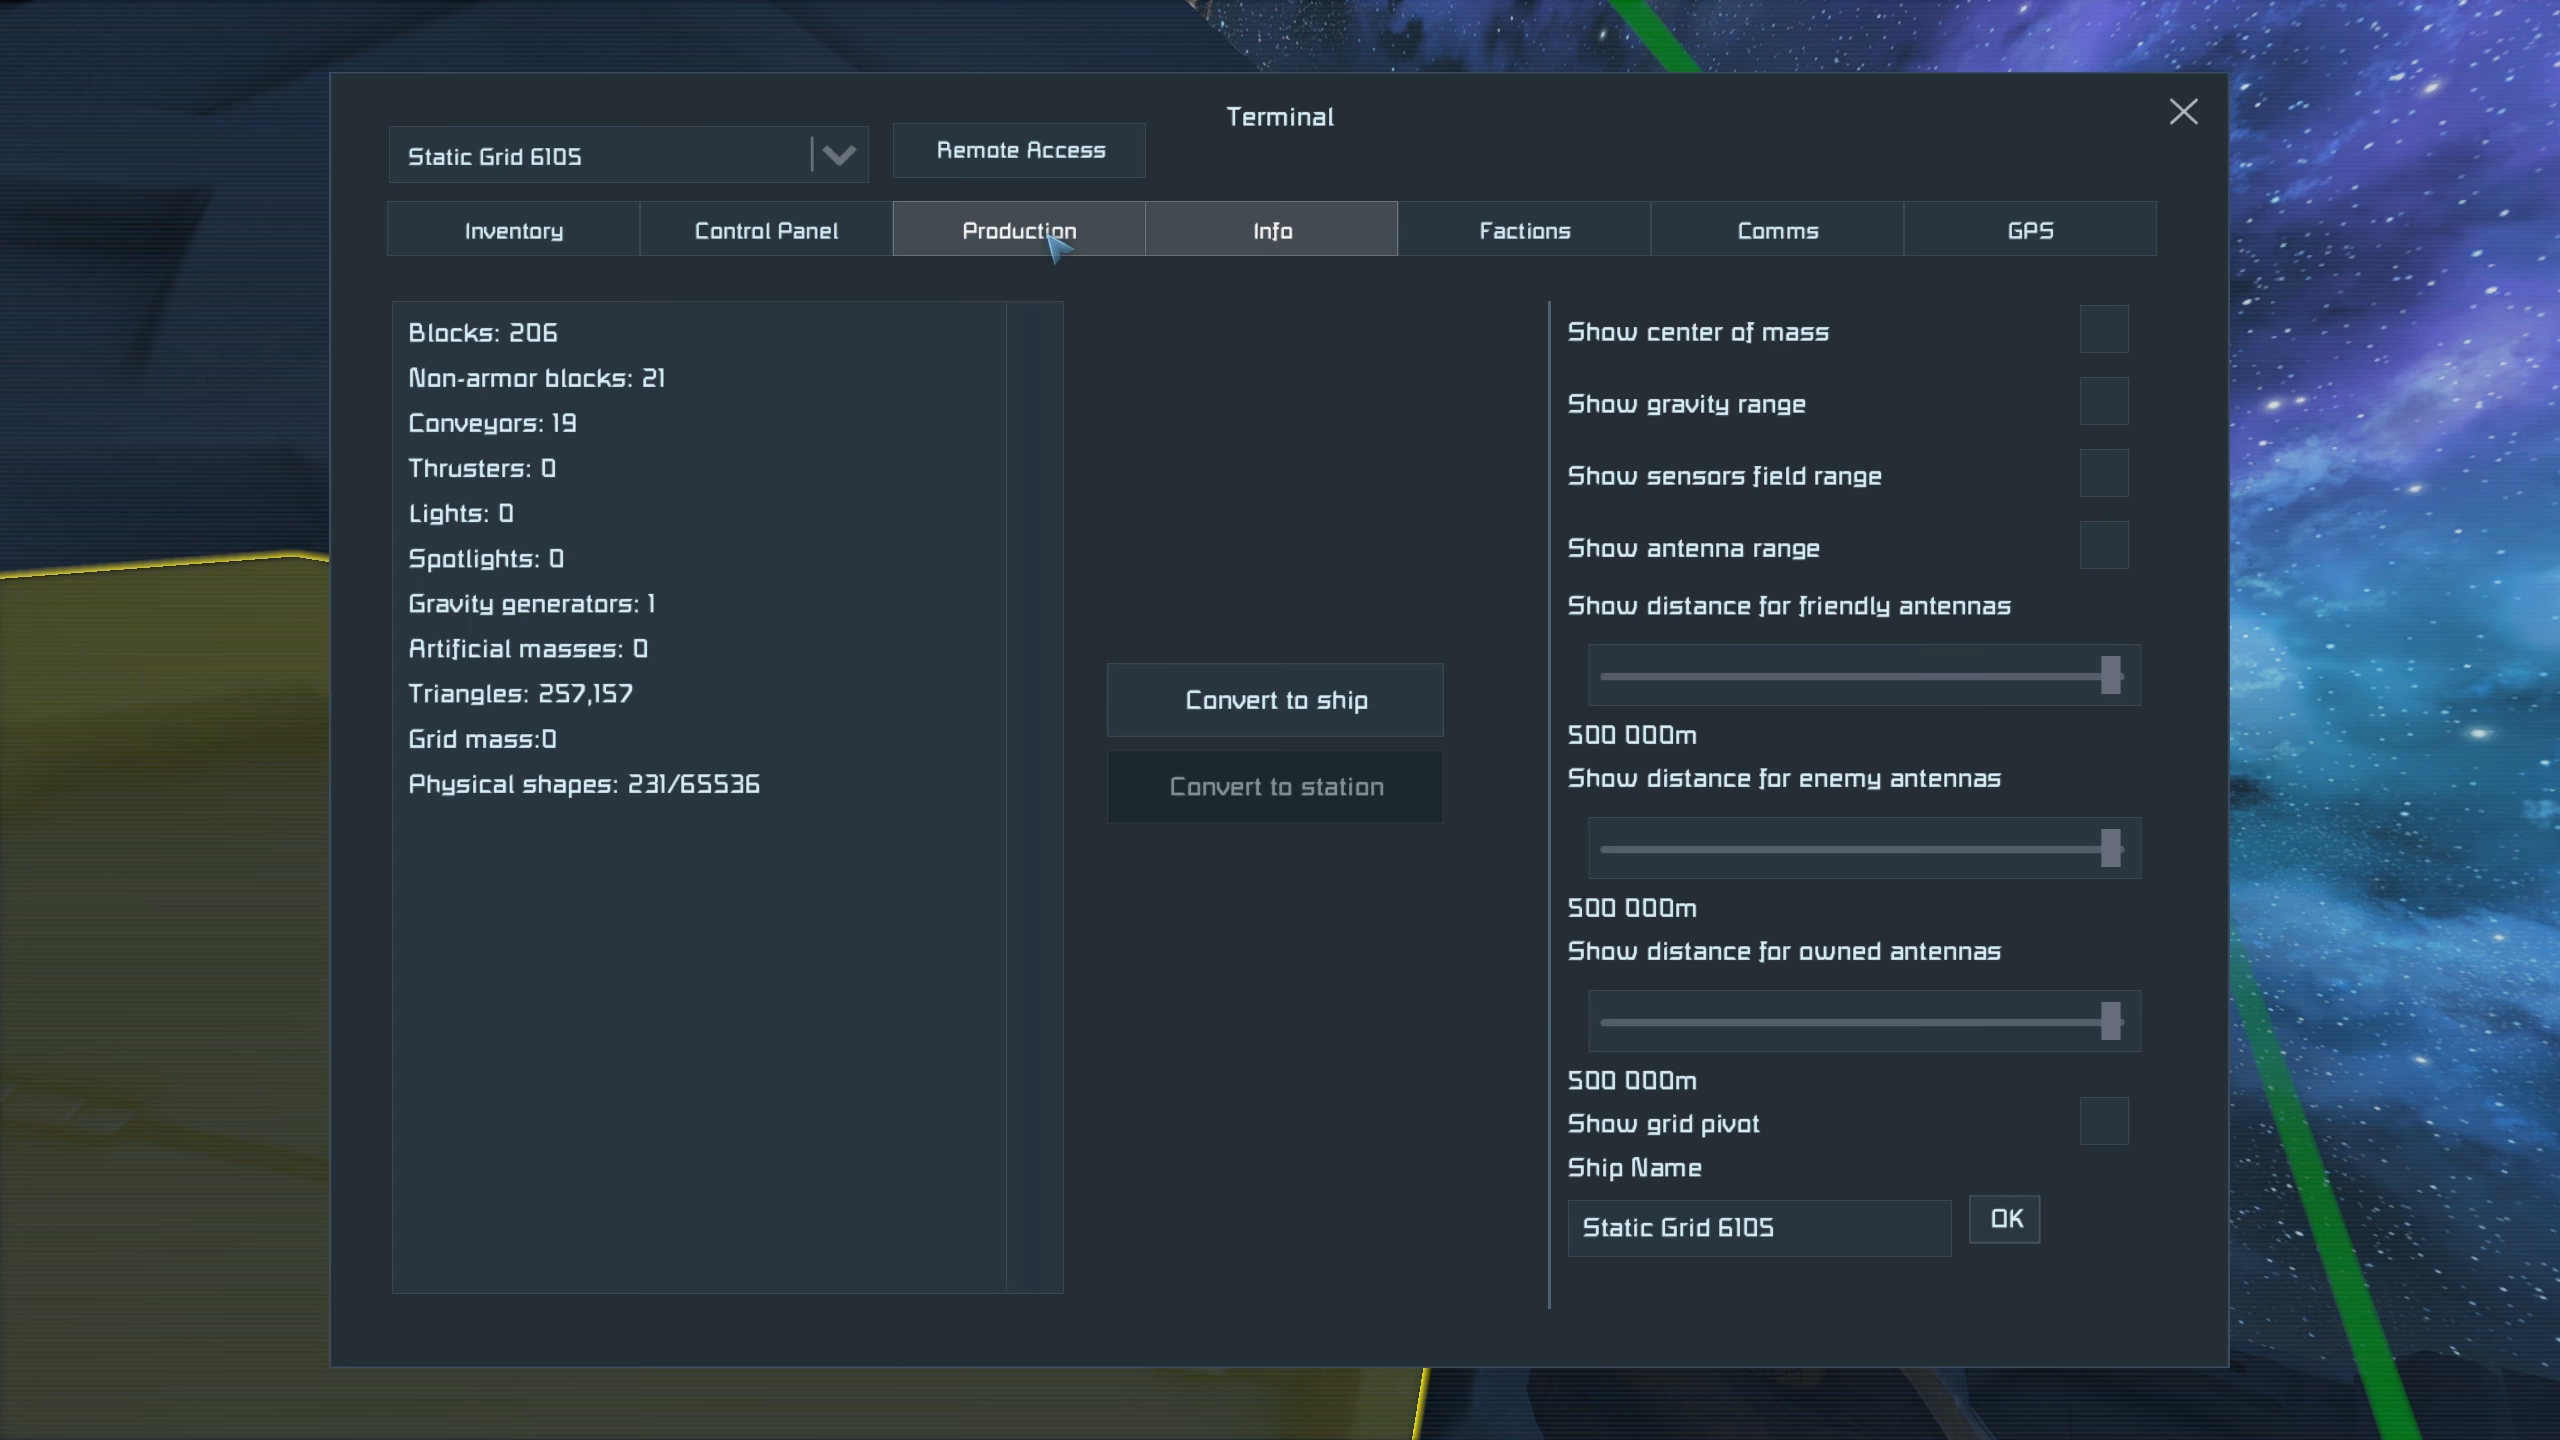 Terminal
Static Grid 6105
Remote Access
Inventory
Control Panel
Production
Info
Factions
Comms
GPS
Blocks: 206
Non-armor blocks: 21
Conveyors: 19
Thrusters: 0
Lights: 0
Spotlights: 0
Gravity generators: 1
Artificial masses: 0
Triangles: 257,157
Grid mass:0
Physical shapes: 231/65536
Convert to ship
Convert to station
Show center of mass
Show gravity range
Show sensors field range
Show antenna range
Show distance for friendly antennas
500 000m
Show distance for enemy antennas
500 000m
Show distance for owned antennas
500 000m
Show grid pivot
Ship Name
Static Grid 6105
OK